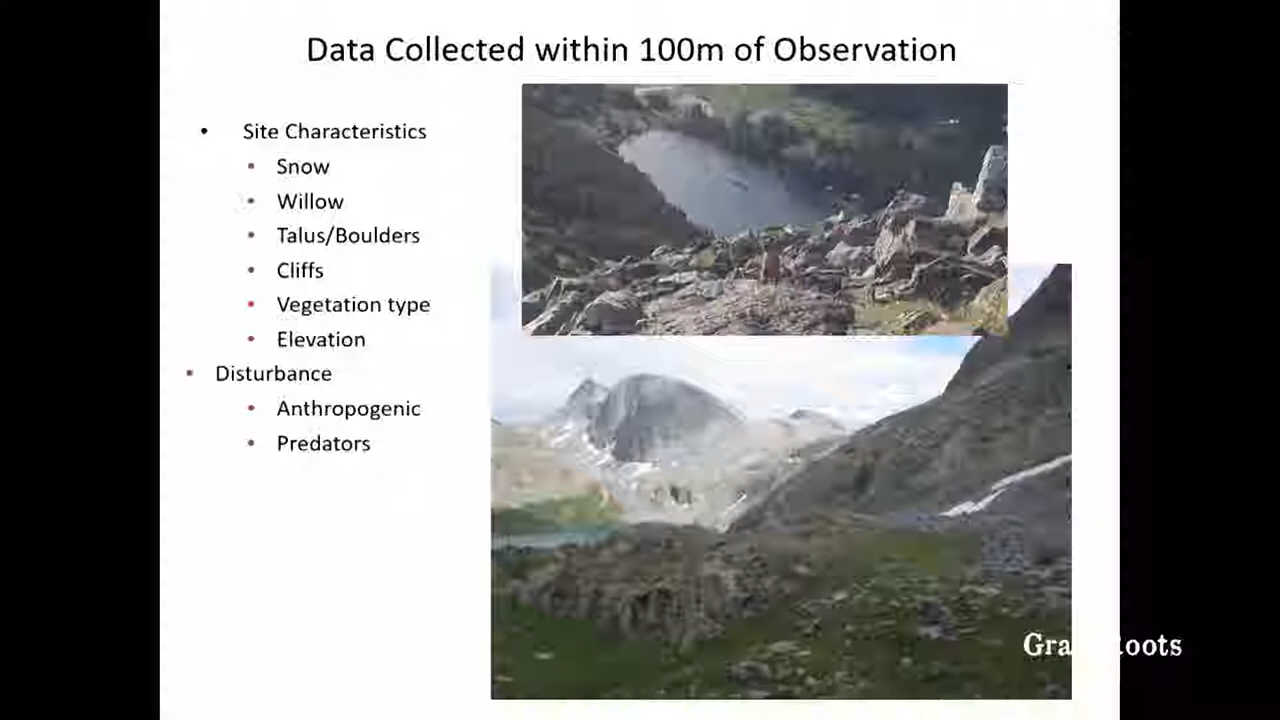 Data Collected within 100m of Observation
• Site Characteristics
• Snow
• Willow
• Talus/Boulders
• Cliffs
• Vegetation type
• Elevation
• Disturbance
• Anthropogenic
• Predators